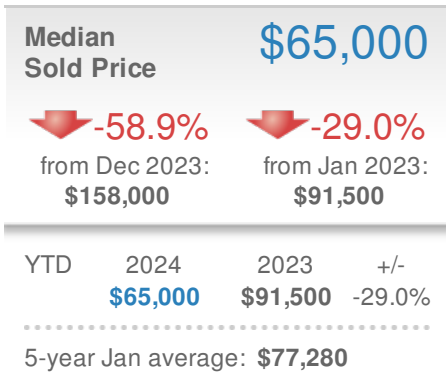 Median $65,000
Sold Price
-58.9% -29.0%
from Dec 2023: from Jan 2023:
$158,000 $91,500
YTD 2024 2023 +/-
$65,000 $91,500 -29.0%
5-year Jan average: $77,280